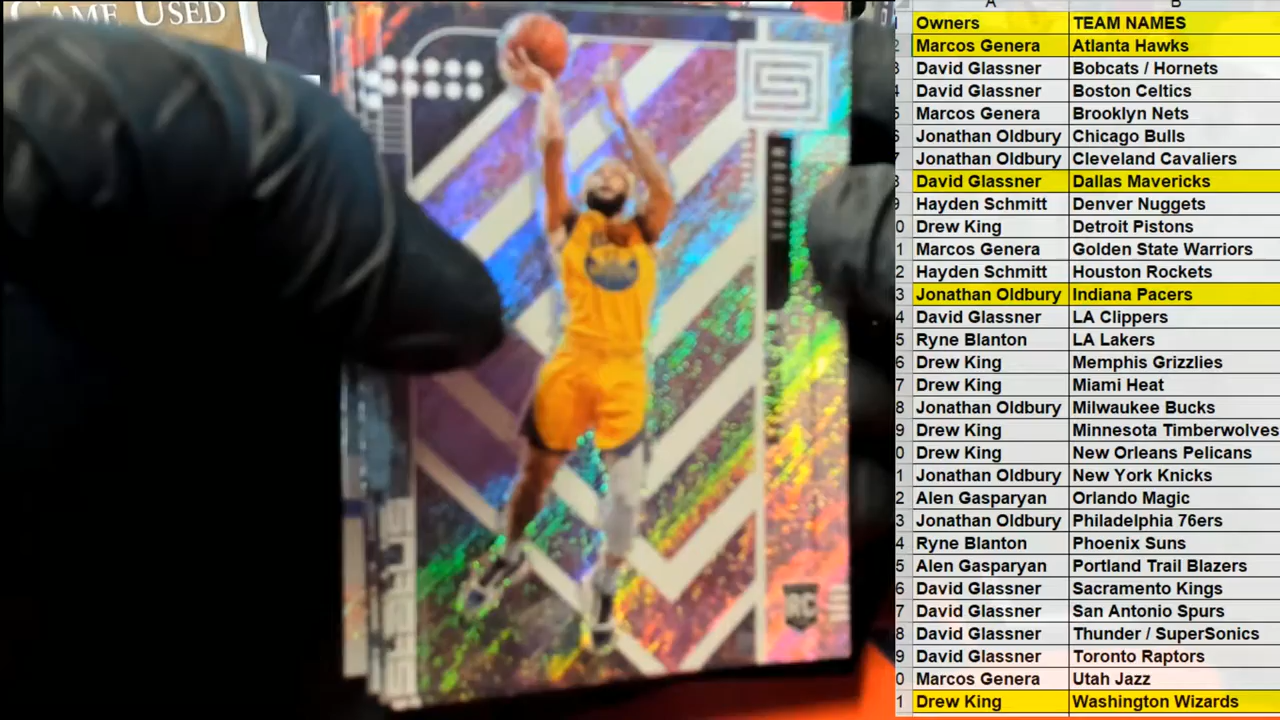 GAME USED
Owners TEAM NAMES
Marcos Genera Atlanta Hawks
David Glassner Bobcats / Hornets
David Glassner Boston Celtics
Marcos Genera Brooklyn Nets
Jonathan Oldbury Chicago Bulls
Jonathan Oldbury Cleveland Cavaliers
David Glassner Dallas Mavericks
Hayden Schmitt Denver Nuggets
Drew King Detroit Pistons
Marcos Genera Golden State Warriors
Hayden Schmitt Houston Rockets
Jonathan Oldbury Indiana Pacers
David Glassner LA Clippers
Ryne Blanton LA Lakers
Drew King Memphis Grizzlies
Drew King Miami Heat
Jonathan Oldbury Milwaukee Bucks
Drew King Minnesota Timberwolves
Drew King New Orleans Pelicans
Jonathan Oldbury New York Knicks
Alen Gasparyan Orlando Magic
Jonathan Oldbury Philadelphia 76ers
Ryne Blanton Phoenix Suns
Alen Gasparyan Portland Trail Blazers
David Glassner Sacramento Kings
David Glassner San Antonio Spurs
David Glassner Thunder / SuperSonics
David Glassner Toronto Raptors
Marcos Genera Utah Jazz
Drew King Washington Wizards
RC